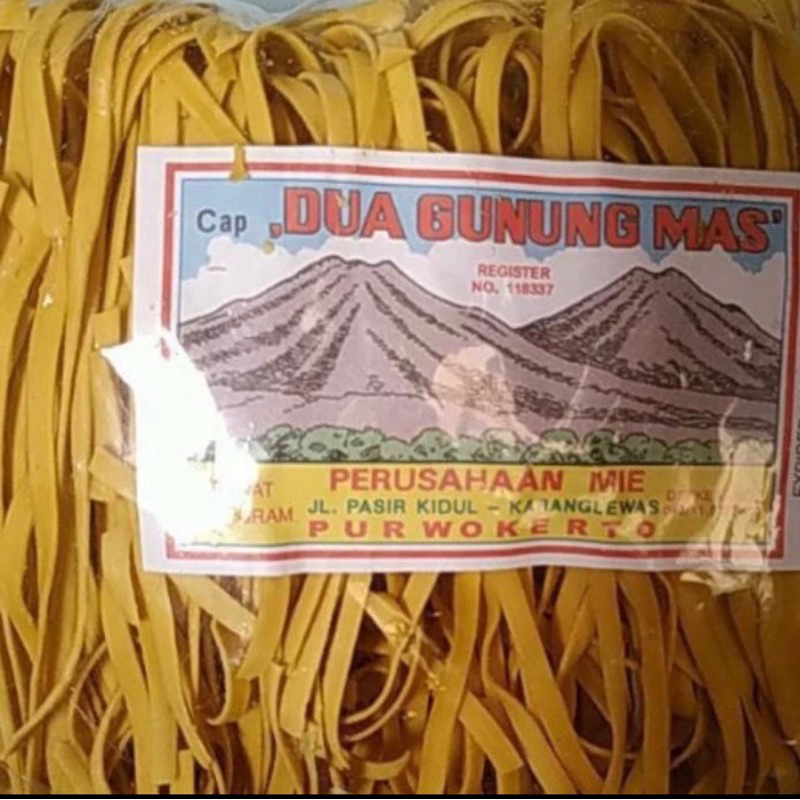 Cap „DUA GUNUNG MAS"
REGISTER
NO. 118337
PERUSAHAAN MIE
JL. PASIR KIDUL - KARANGLEWAS
PURWOKERTO